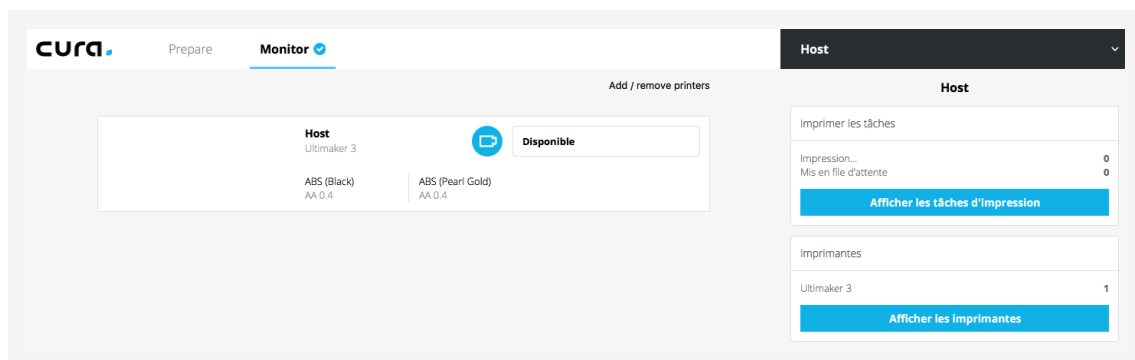 cura.
Prepare
Monitor
Host
Add / remove printers
Host
Ultimaker 3
Disponible
ABS (Black)
AA 0.4
ABS (Pearl Gold)
AA 0.4
Host
Imprimer les tâches
Impression... 0
Mis en file d'attente 0
Afficher les tâches d'impression
Imprimantes
Ultimaker 3 1
Afficher les imprimantes